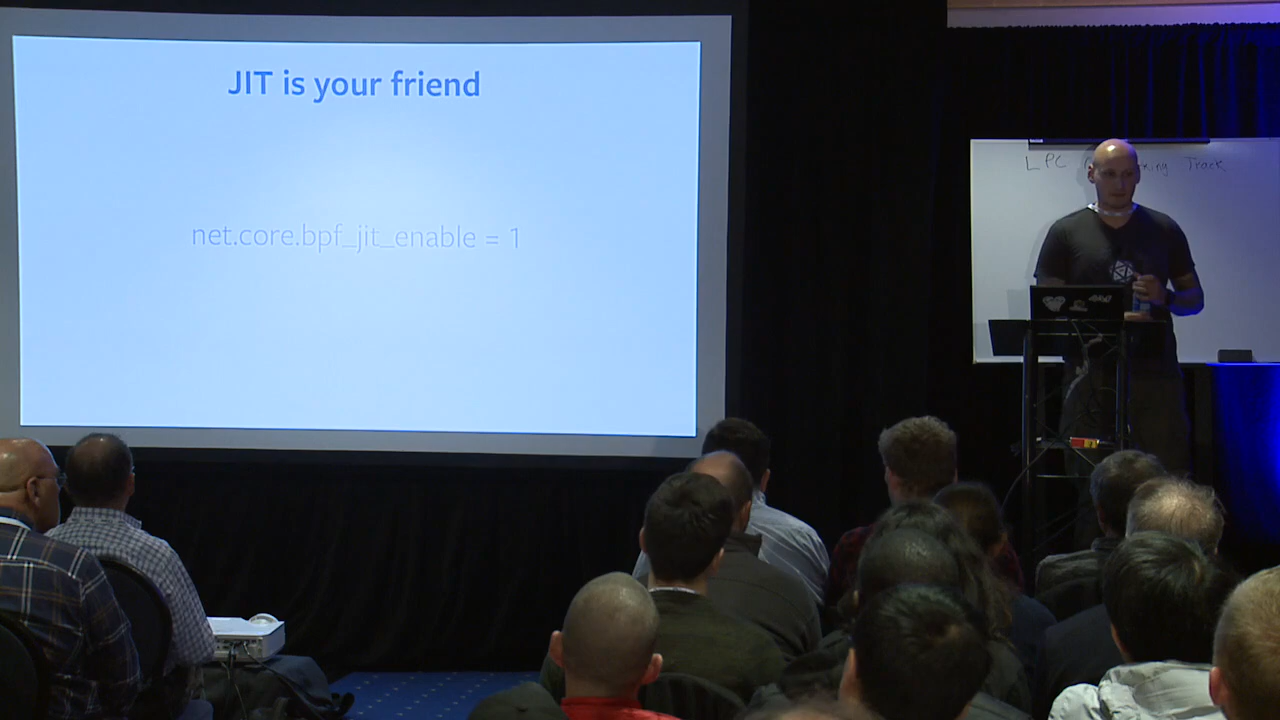 JIT is your friend
net.core.bpf_jit_enable = 1
LPC
Track